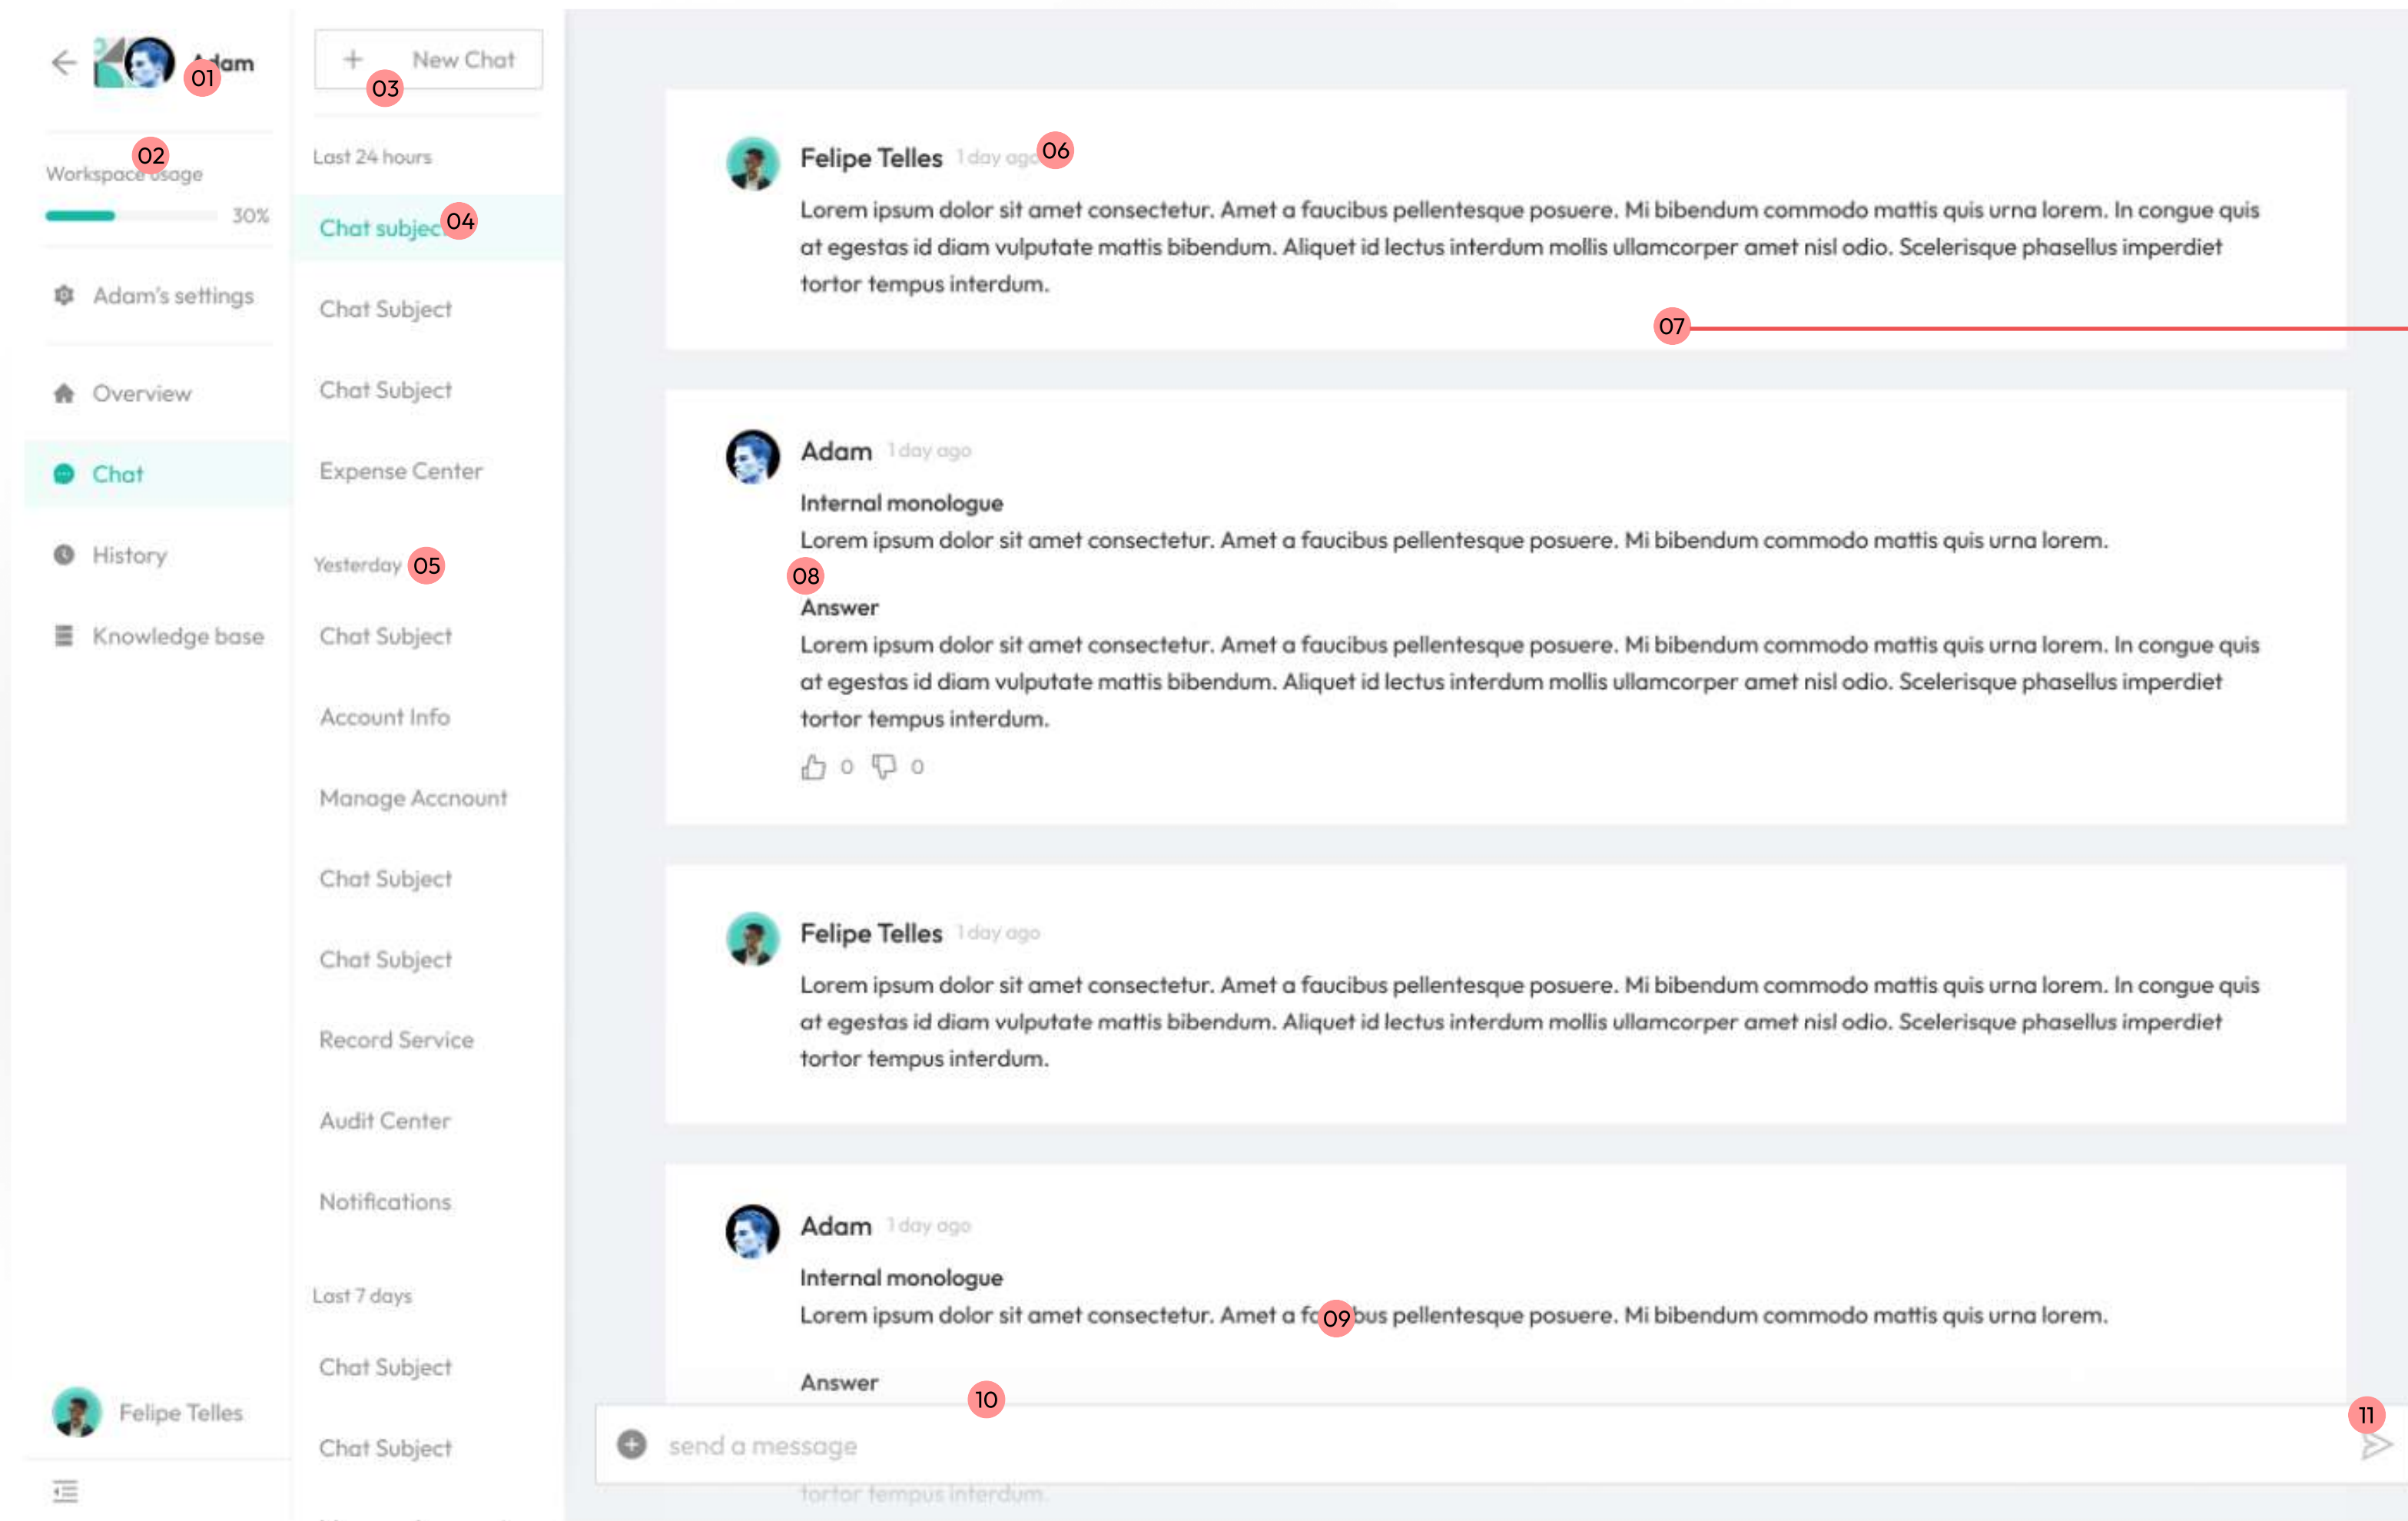 Adam
01
02
Workspace usage
30%
Adam's settings
Overview
Chat
History
Knowledge base
Felipe Telles
New Chat
03
Last 24 hours
Chat subject
04
Chat Subject
Chat Subject
Expense Center
Yesterday
05
Chat Subject
Account Info
Manage Accnount
Chat Subject
Chat Subject
Record Service
Audit Center
Notifications
Last 7 days
Chat Subject
Chat Subject
Felipe Telles 1 day ago
06
Lorem ipsum dolor sit amet consectetur. Amet a faucibus pellentesque posuere. Mi bibendum commodo mattis quis urna lorem. In congue quis
at egestas id diam vulputate mattis bibendum. Aliquet id lectus interdum mollis ullamcorper amet nisl odio. Scelerisque phasellus imperdiet
tortor tempus interdum.
07
Adam 1 day ago
Internal monologue
Lorem ipsum dolor sit amet consectetur. Amet a faucibus pellentesque posuere. Mi bibendum commodo mattis quis urna lorem.
08
Answer
Lorem ipsum dolor sit amet consectetur. Amet a faucibus pellentesque posuere. Mi bibendum commodo mattis quis urna lorem. In congue quis
at egestas id diam vulputate mattis bibendum. Aliquet id lectus interdum mollis ullamcorper amet nisl odio. Scelerisque phasellus imperdiet
tortor tempus interdum.
0 0
Felipe Telles 1 day ago
Lorem ipsum dolor sit amet consectetur. Amet a faucibus pellentesque posuere. Mi bibendum commodo mattis quis urna lorem. In congue quis
at egestas id diam vulputate mattis bibendum. Aliquet id lectus interdum mollis ullamcorper amet nisl odio. Scelerisque phasellus imperdiet
tortor tempus interdum.
Adam 1 day ago
Internal monologue
Lorem ipsum dolor sit amet consectetur. Amet a faucibus pellentesque posuere. Mi bibendum commodo mattis quis urna lorem.
09
Answer
10
11
send a message
tortor tempus interdum.